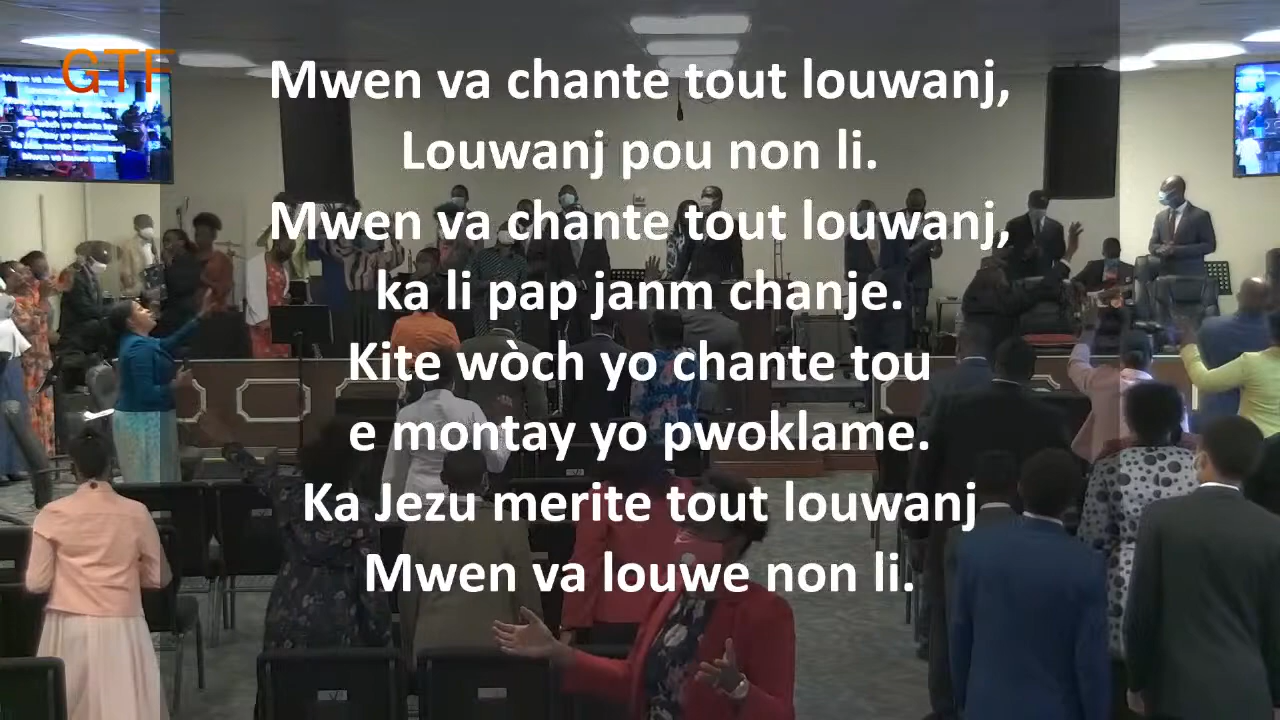 GTF
Mwen va chante tout louwanj,
Louwanj pou non li.
Mwen va chante tout louwanj,
ka li pap janm chanje.
Kite wòch yo chante tou
e montay yo pwoklame.
Ka Jezu merite tout louwanj
Mwen va louwe non li.